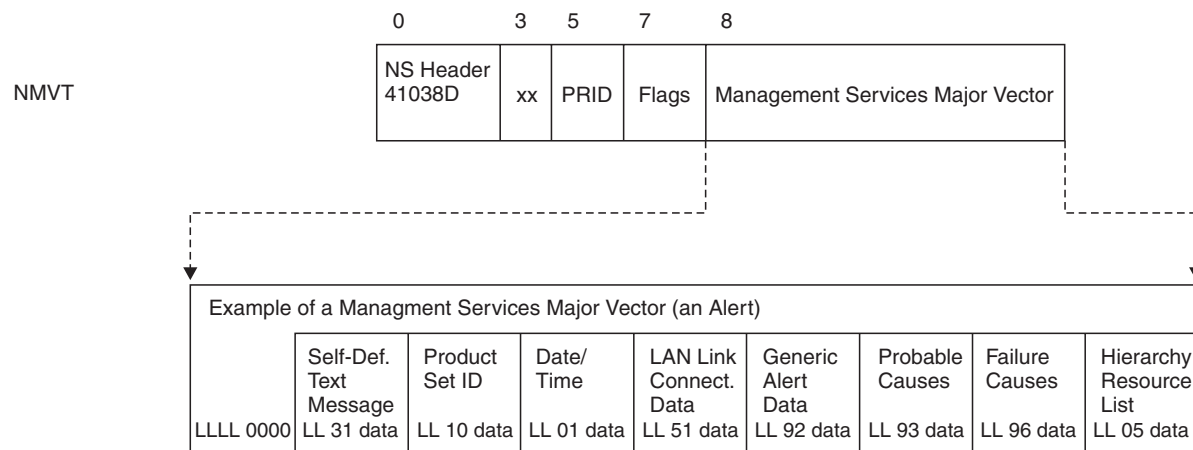 0 3 5 7 8
NMVT
NS Header
41038D
xx
PRID
Flags
Management Services Major Vector
Example of a Managment Services Major Vector (an Alert)
LLLL 0000
Self-Def.
Text
Message
LL 31 data
Product
Set ID
LL 10 data
Date/
Time
LL 01 data
LAN Link
Connect.
Data
LL 51 data
Generic
Alert
Data
LL 92 data
Probable
Causes
LL 93 data
Failure
Causes
LL 96 data
Hierarchy
Resource
List
LL 05 data